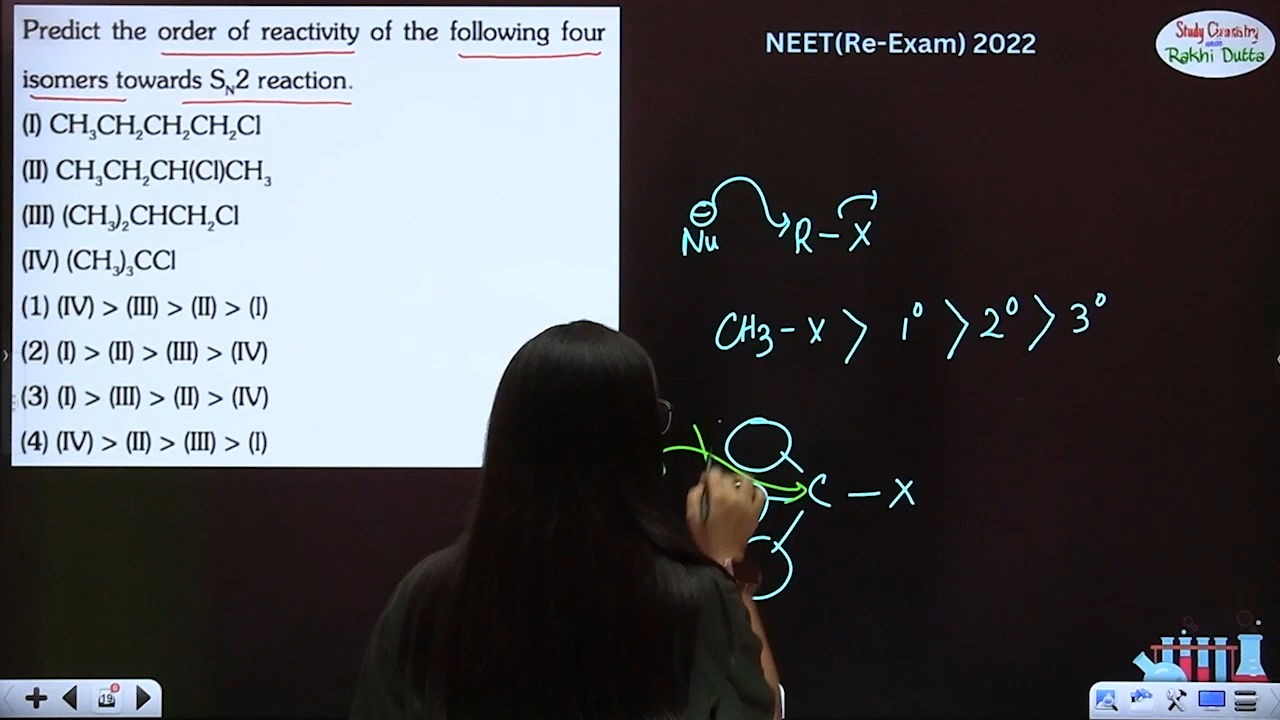 Predict the order of reactivity of the following four
isomers towards SN2 reaction.
(I) CH3CH2CH2CH2Cl
(II) CH3CH2CH(Cl)CH3
(III) (CH3)2CHCH2Cl
(IV) (CH3)3CCl
(1) (IV) > (III) > (II) > (I)
(2) (I) > (II) > (III) > (IV)
(3) (I) > (III) > (II) > (IV)
(4) (IV) > (II) > (III) > (I)
NEET(Re-Exam) 2022
Study Chemistry
with
Rakhi Dutta
⊖
Nu R – X
CH3 – X > 1° > 2° > 3°
C – X
19